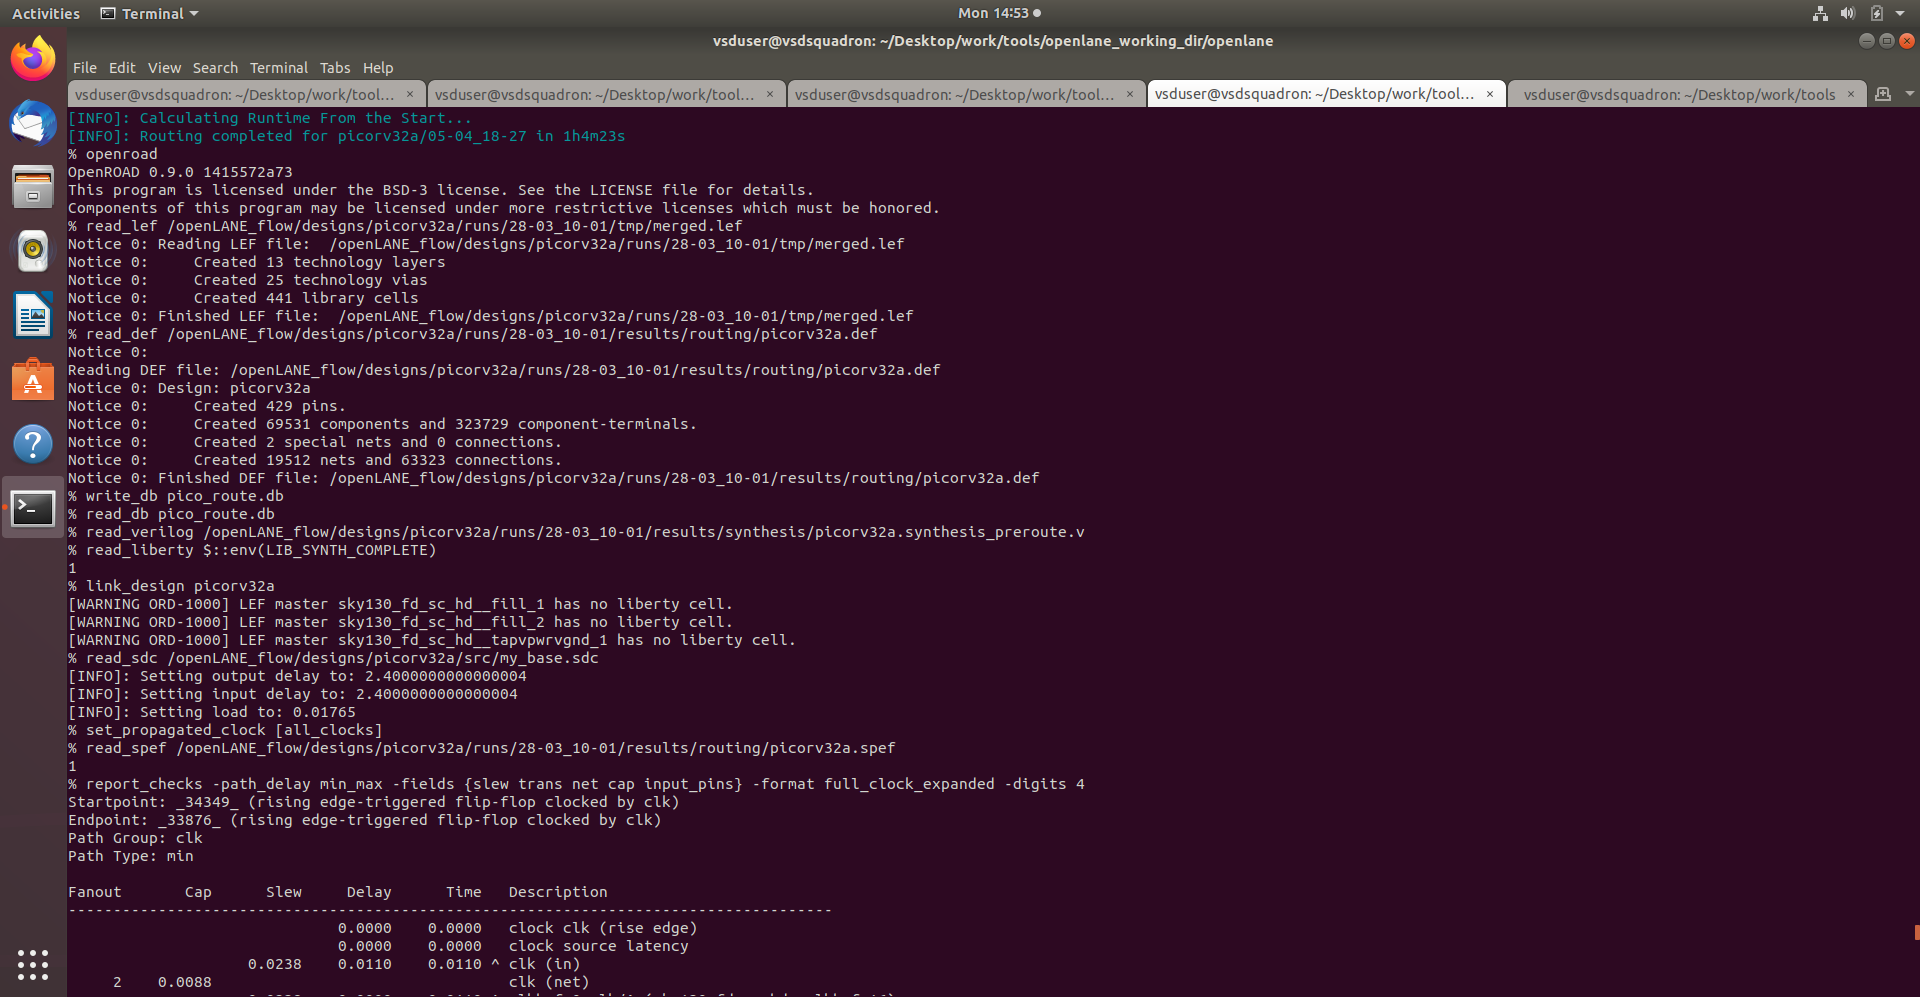 Activities Terminal Mon 14:53
vsduser@vsdsquadron: ~/Desktop/work/tools/openlane_working_dir/openlane
File Edit View Search Terminal Tabs Help
vsduser@vsdsquadron: ~/Desktop/work/tool... × vsduser@vsdsquadron: ~/Desktop/work/tool... × vsduser@vsdsquadron: ~/Desktop/work/tool... × vsduser@vsdsquadron: ~/Desktop/work/tool... × vsduser@vsdsquadron: ~/Desktop/work/tools ×
[INFO]: Calculating Runtime From the Start...
[INFO]: Routing completed for picorv32a/05-04_18-27 in 1h4m23s
% openroad
OpenROAD 0.9.0 1415572a73
This program is licensed under the BSD-3 license. See the LICENSE file for details.
Components of this program may be licensed under more restrictive licenses which must be honored.
% read_lef /openLANE_flow/designs/picorv32a/runs/28-03_10-01/tmp/merged.lef
Notice 0: Reading LEF file:  /openLANE_flow/designs/picorv32a/runs/28-03_10-01/tmp/merged.lef
Notice 0:     Created 13 technology layers
Notice 0:     Created 25 technology vias
Notice 0:     Created 441 library cells
Notice 0: Finished LEF file:  /openLANE_flow/designs/picorv32a/runs/28-03_10-01/tmp/merged.lef
% read_def /openLANE_flow/designs/picorv32a/runs/28-03_10-01/results/routing/picorv32a.def
Notice 0:
Reading DEF file: /openLANE_flow/designs/picorv32a/runs/28-03_10-01/results/routing/picorv32a.def
Notice 0: Design: picorv32a
Notice 0:     Created 429 pins.
Notice 0:     Created 69531 components and 323729 component-terminals.
Notice 0:     Created 2 special nets and 0 connections.
Notice 0:     Created 19512 nets and 63323 connections.
Notice 0: Finished DEF file: /openLANE_flow/designs/picorv32a/runs/28-03_10-01/results/routing/picorv32a.def
% write_db pico_route.db
% read_db pico_route.db
% read_verilog /openLANE_flow/designs/picorv32a/runs/28-03_10-01/results/synthesis/picorv32a.synthesis_preroute.v
% read_liberty $::env(LIB_SYNTH_COMPLETE)
1
% link_design picorv32a
[WARNING ORD-1000] LEF master sky130_fd_sc_hd__fill_1 has no liberty cell.
[WARNING ORD-1000] LEF master sky130_fd_sc_hd__fill_2 has no liberty cell.
[WARNING ORD-1000] LEF master sky130_fd_sc_hd__tapvpwrvgnd_1 has no liberty cell.
% read_sdc /openLANE_flow/designs/picorv32a/src/my_base.sdc
[INFO]: Setting output delay to: 2.4000000000000004
[INFO]: Setting input delay to: 2.4000000000000004
[INFO]: Setting load to: 0.01765
% set_propagated_clock [all_clocks]
% read_spef /openLANE_flow/designs/picorv32a/runs/28-03_10-01/results/routing/picorv32a.spef
1
% report_checks -path_delay min_max -fields {slew trans net cap input_pins} -format full_clock_expanded -digits 4
Startpoint: _34349_ (rising edge-triggered flip-flop clocked by clk)
Endpoint: _33876_ (rising edge-triggered flip-flop clocked by clk)
Path Group: clk
Path Type: min
Fanout       Cap      Slew     Delay      Time   Description
-------------------------------------------------------------------------------------
0.0000    0.0000   clock clk (rise edge)
0.0000    0.0000   clock source latency
0.0238    0.0110    0.0110 ^ clk (in)
2    0.0088                                 clk (net)